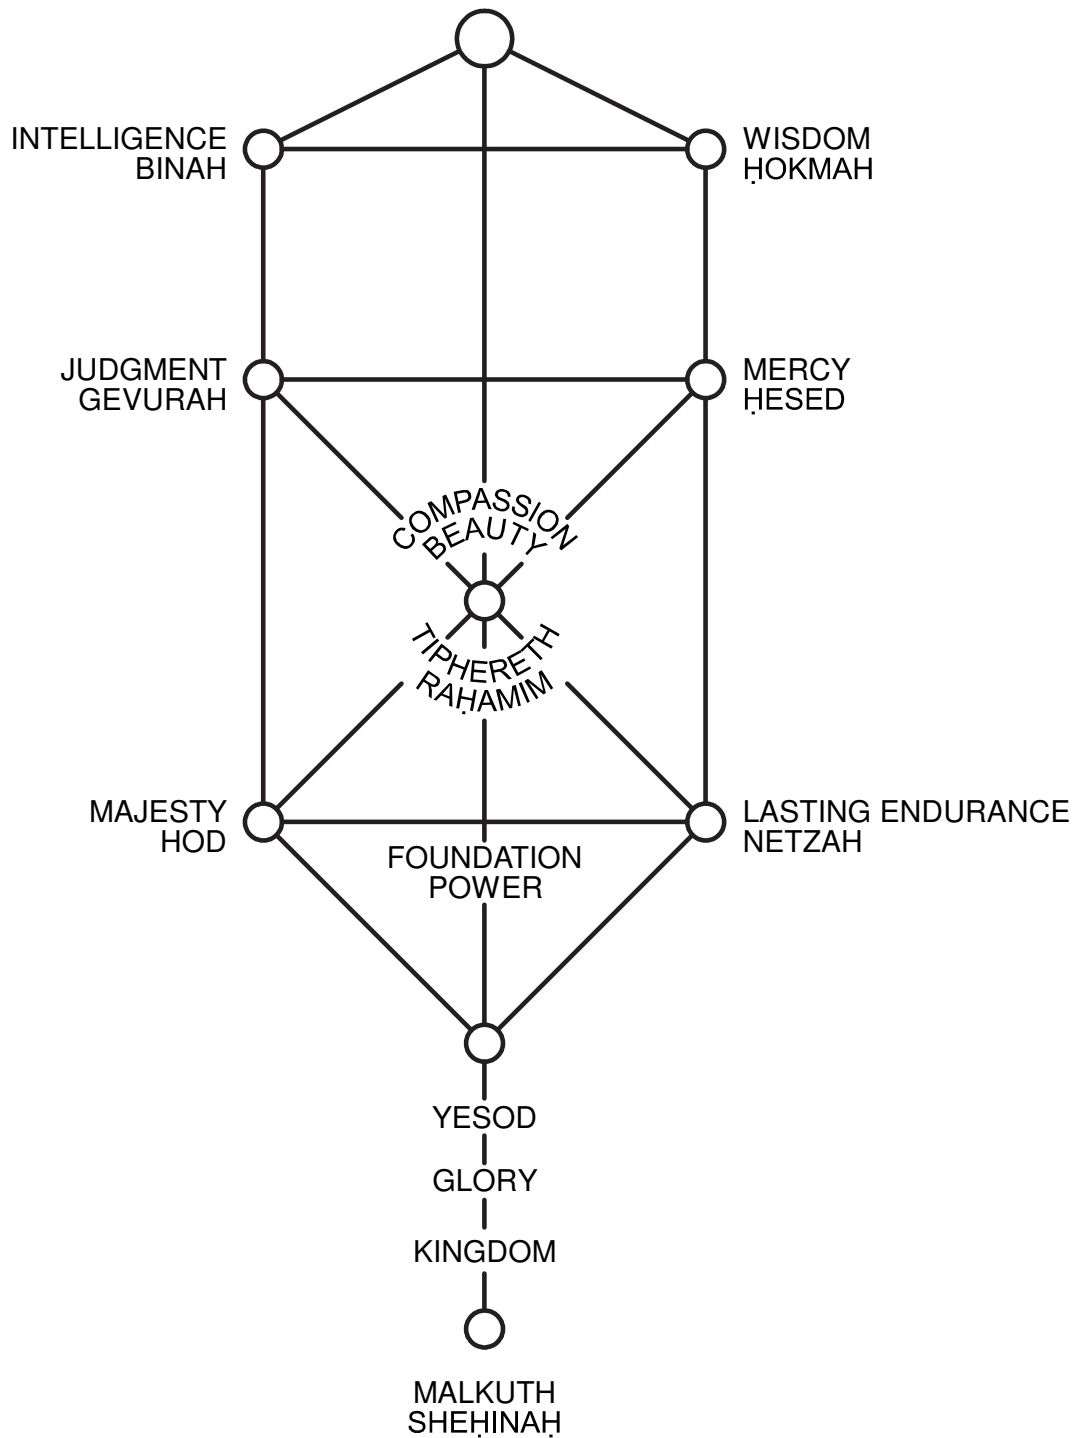 INTELLIGENCE
BINAH
WISDOM
ḤOKMAH
JUDGMENT
GEVURAH
MERCY
ḤESED
COMPASSION
BEAUTY
TIPHERETH
RAḤAMIM
MAJESTY
HOD
LASTING ENDURANCE
NETZAH
FOUNDATION
POWER
YESOD
GLORY
KINGDOM
MALKUTH
SHEḤINAḤ